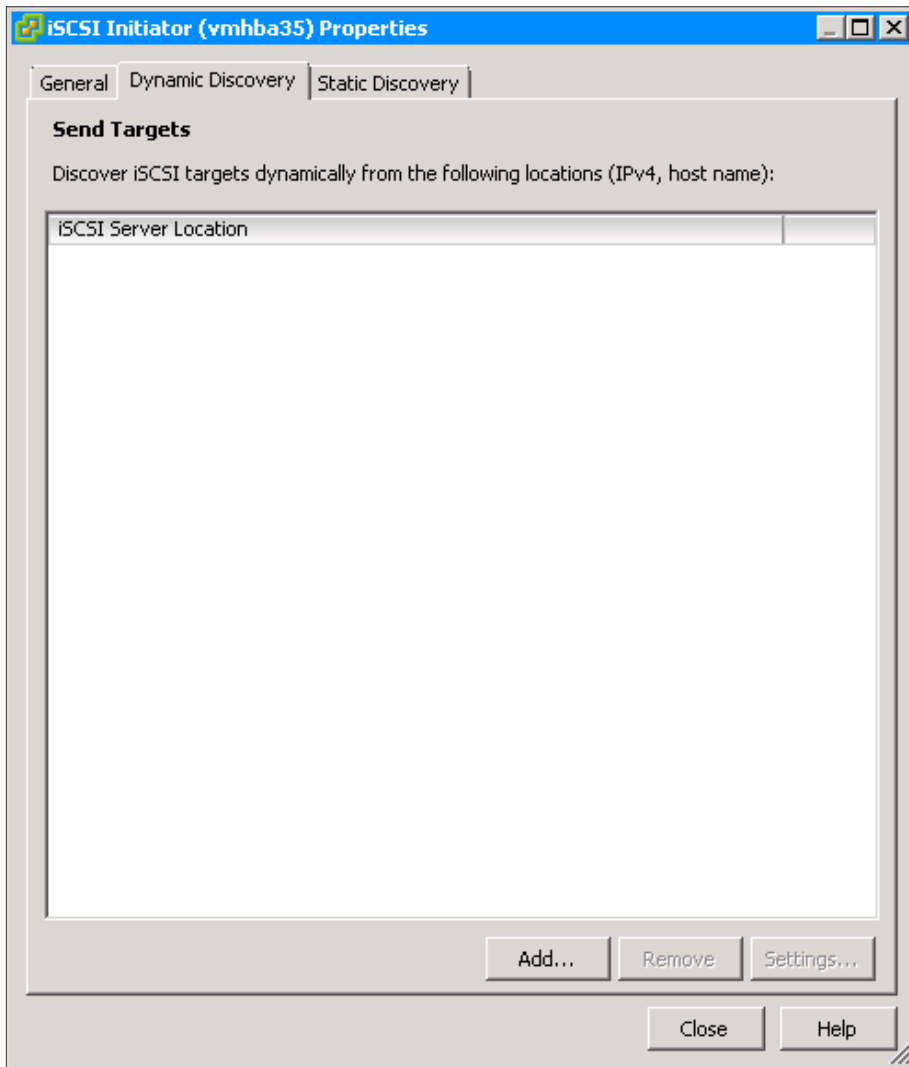 iSCSI Initiator (vmhba35) Properties
General Dynamic Discovery Static Discovery
Send Targets
Discover iSCSI targets dynamically from the following locations (IPv4, host name):
iSCSI Server Location
Add... Remove Settings...
Close Help